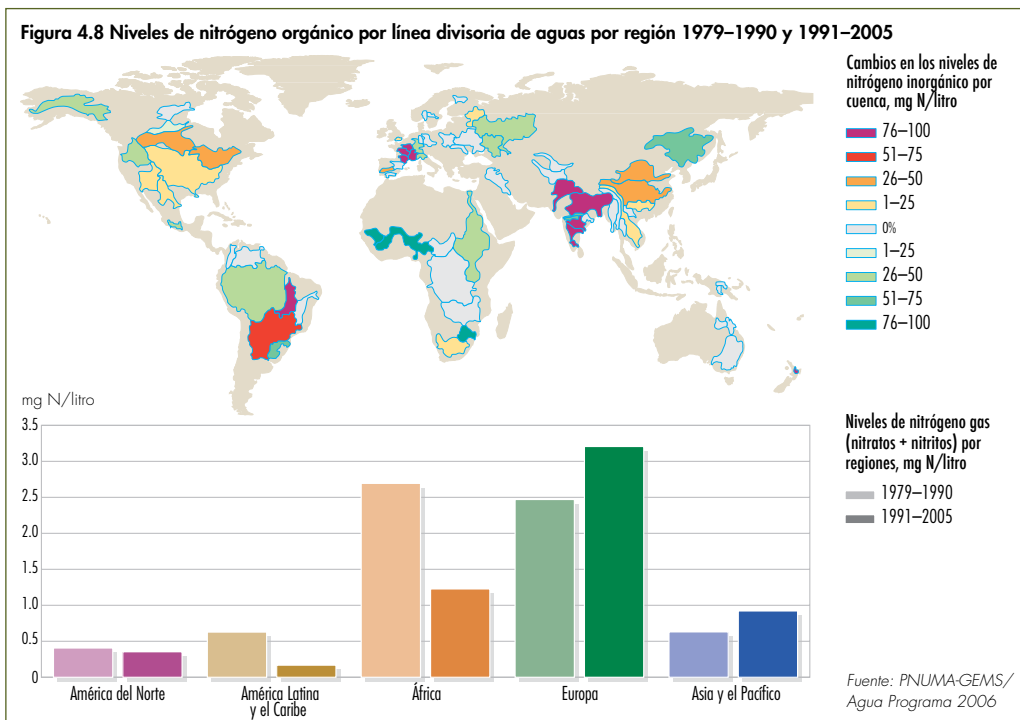 Figura 4.8 Niveles de nitrógeno orgánico por línea divisoria de aguas por región 1979–1990 y 1991–2005
Cambios en los niveles de
nitrógeno inorgánico por
cuenca, mg N/litro
76–100
51–75
26–50
1–25
0%
1–25
26–50
51–75
76–100
mg N/litro
3.5
3.0
2.5
2.0
1.5
1.0
0.5
0
América del Norte
América Latina
y el Caribe
África
Europa
Asia y el Pacífico
Niveles de nitrógeno gas
(nitratos + nitritos) por
regiones, mg N/litro
1979–1990
1991–2005
Fuente: PNUMA-GEMS/
Agua Programa 2006